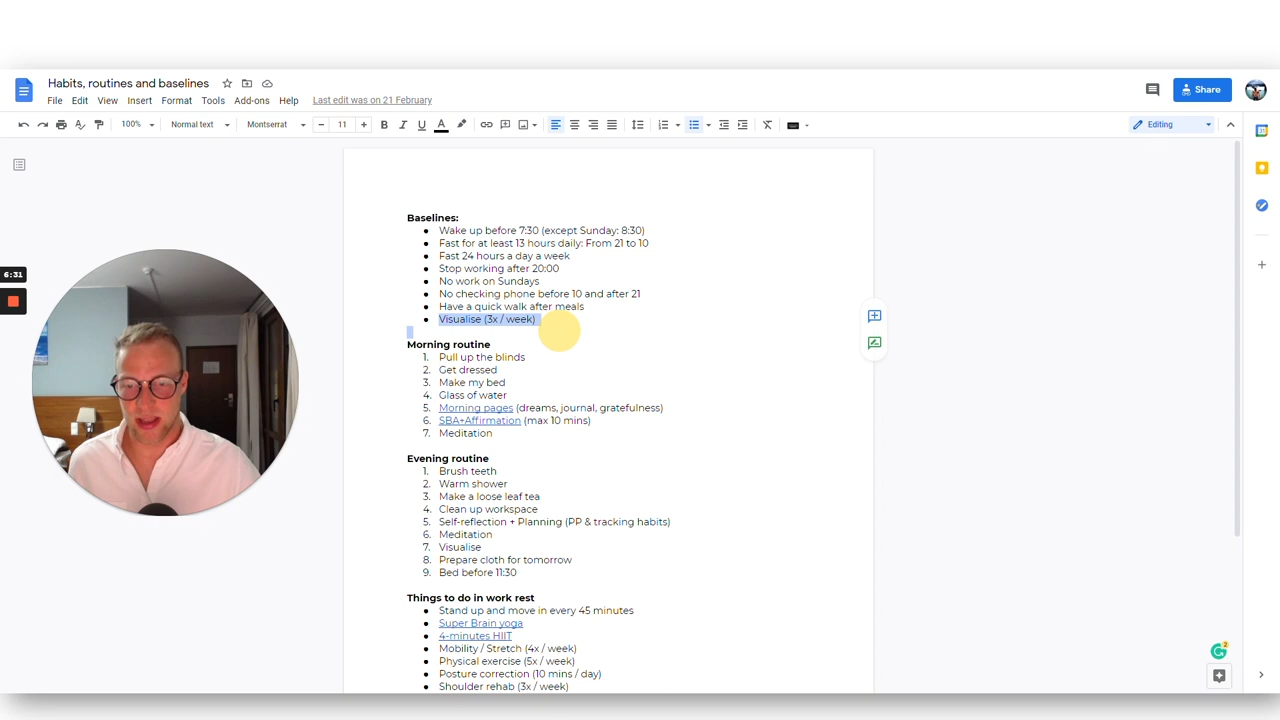 Habits, routines and baselines
File Edit View Insert Format Tools Add-ons Help Last edit was on 21 February
Share
100% Normal text Montserrat 11 Editing
Baselines:
Wake up before 7:30 (except Sunday: 8:30)
Fast for at least 13 hours daily: From 21 to 10
Fast 24 hours a day a week
Stop working after 20:00
No work on Sundays
No checking phone before 10 and after 21
Have a quick walk after meals
Visualise (3x / week)
6:31
Morning routine
1. Pull up the blinds
2. Get dressed
3. Make my bed
4. Glass of water
5. Morning pages (dreams, journal, gratefulness)
6. SBA+Affirmation (max 10 mins)
7. Meditation
Evening routine
1. Brush teeth
2. Warm shower
3. Make a loose leaf tea
4. Clean up workspace
5. Self-reflection + Planning (PP & tracking habits)
6. Meditation
7. Visualise
8. Prepare cloth for tomorrow
9. Bed before 11:30
Things to do in work rest
Stand up and move in every 45 minutes
Super Brain yoga
4-minutes HIIT
Mobility / Stretch (4x / week)
Physical exercise (5x / week)
Posture correction (10 mins / day)
Shoulder rehab (3x / week)
2